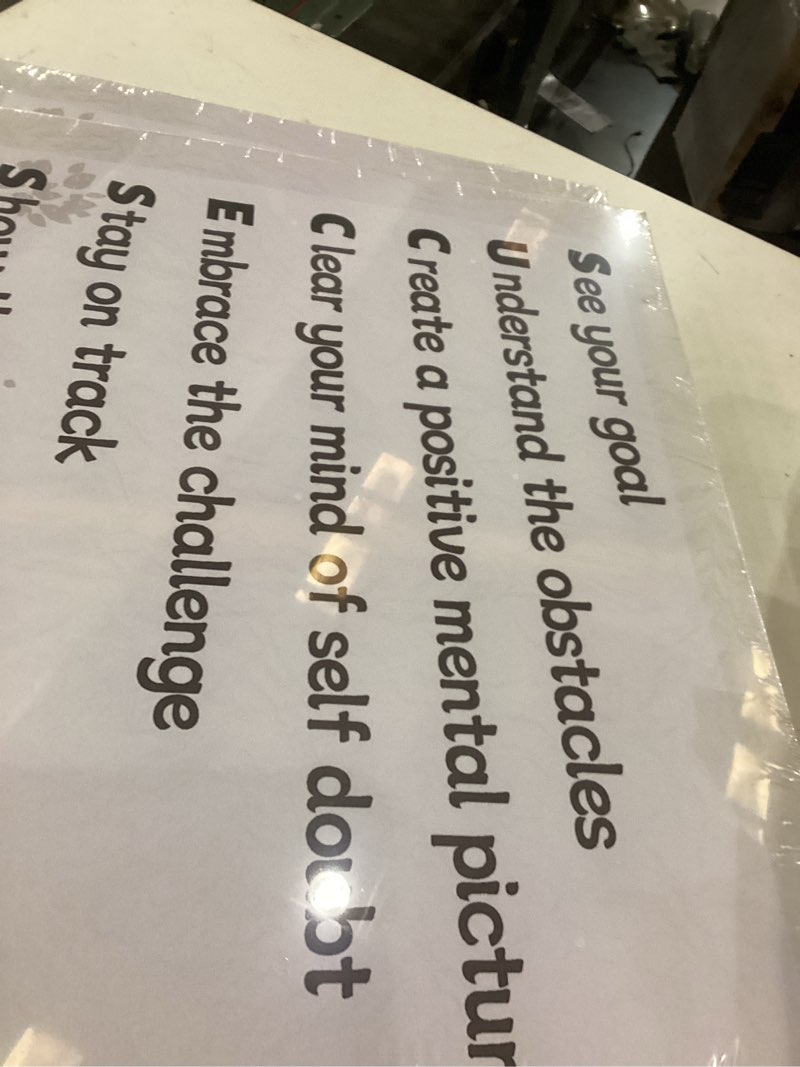 See your goal
Understand the obstacles
Create a positive mental pictur
Clear your mind of self doubt
Embrace the challenge
Stay on track